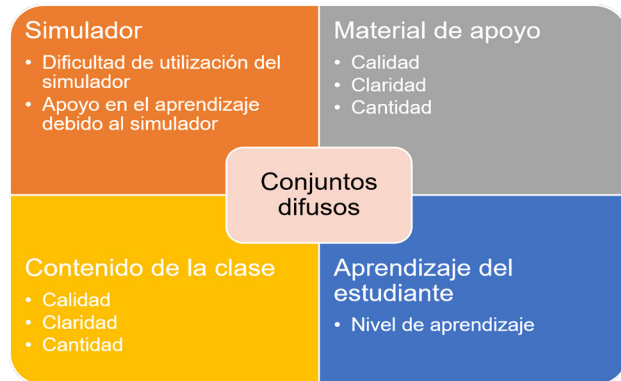 Simulador
• Dificultad de utilización del
simulador
• Apoyo en el aprendizaje
debido al simulador
Material de apoyo
• Calidad
• Claridad
• Cantidad
Conjuntos
difusos
Contenido de la clase
• Calidad
• Claridad
• Cantidad
Aprendizaje del
estudiante
• Nivel de aprendizaje